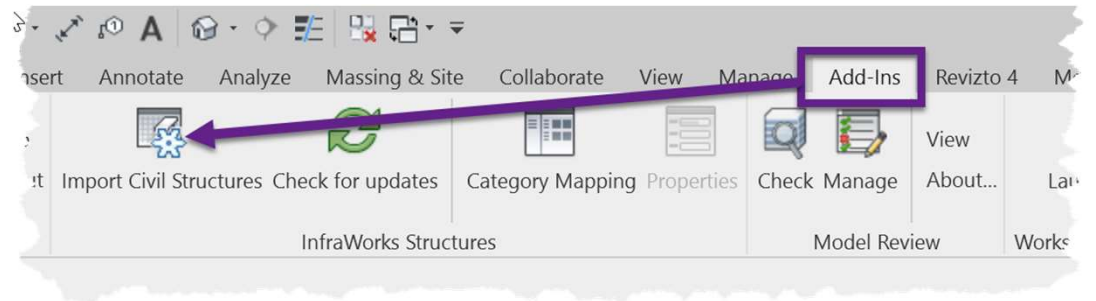 A
Annotate Analyze Massing & Site Collaborate View Add-Ins Revizto 4
View
Import Civil Structures Check for updates Category Mapping Properties Check Manage About...
InfraWorks Structures Model Review